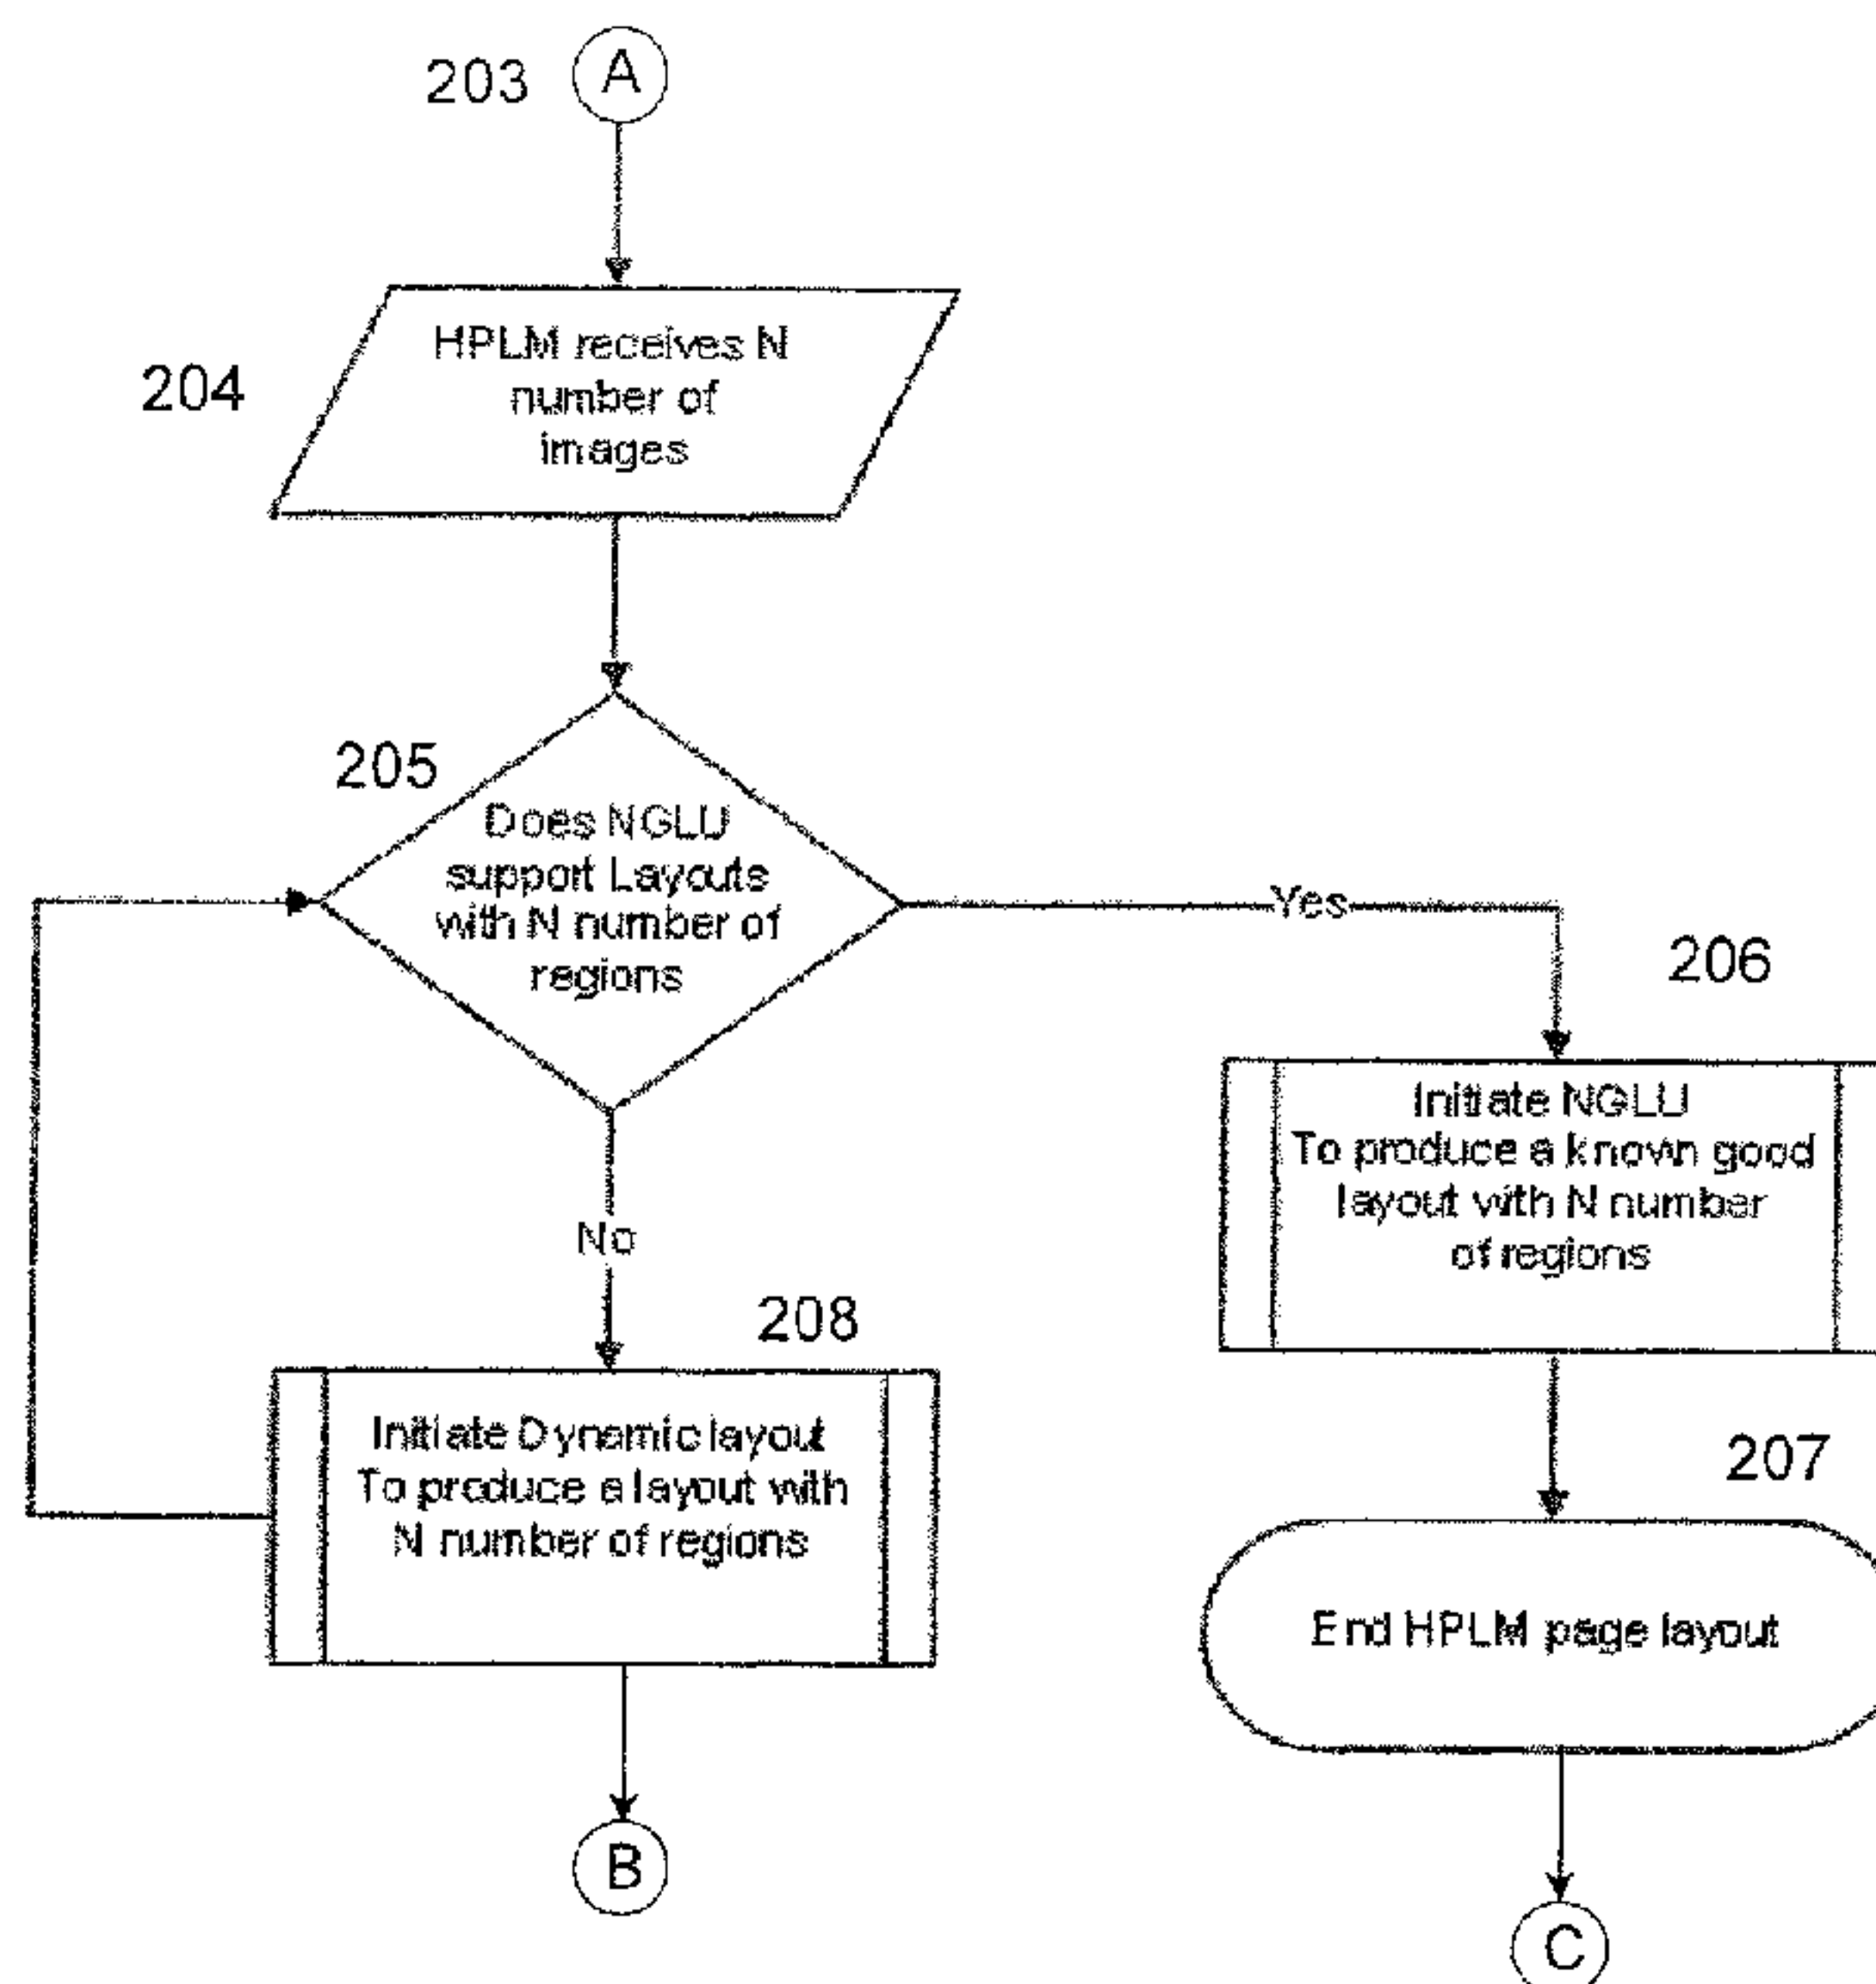 203
A
204
HPLM receives N
number of
images
205
Does NGLU
support Layouts
with N number of
regions
Yes
206
Initiate NGLU
To produce a known good
layout with N number
of regions
No
208
Initiate Dynamic layout
To produce a layout with
N number of regions
207
End HPLM page layout
B
C